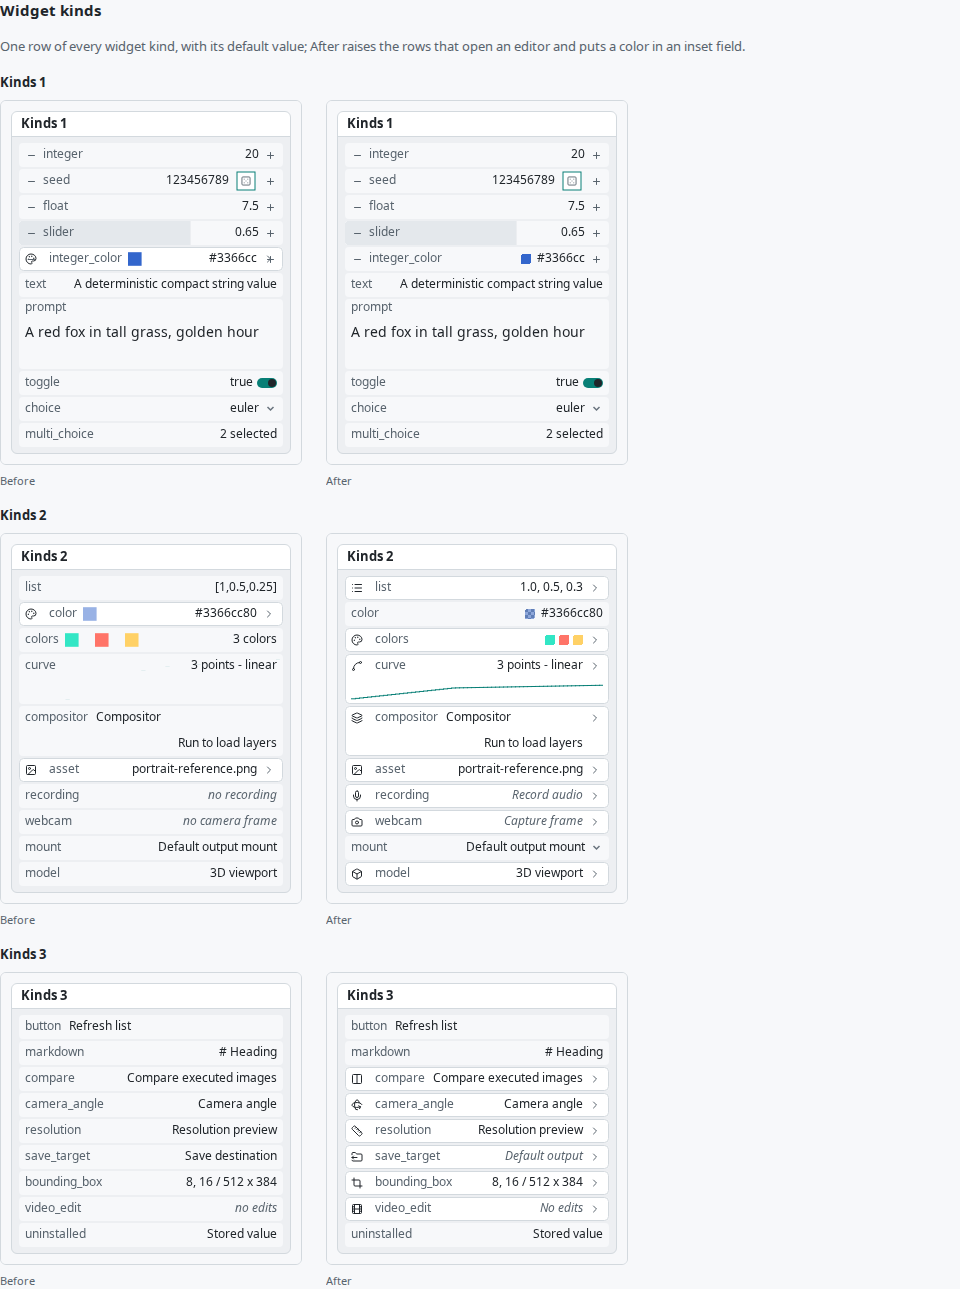 Widget kinds
One row of every widget kind, with its default value; After raises the rows that open an editor and puts a color in an inset field.
Kinds 1
Kinds 1
− integer 20 +
− seed 123456789 +
− float 7.5 +
− slider 0.65 +
integer_color #3366cc +
text A deterministic compact string value
prompt
A red fox in tall grass, golden hour
toggle true
choice euler
multi_choice 2 selected
Before
Kinds 1
− integer 20 +
− seed 123456789 +
− float 7.5 +
− slider 0.65 +
− integer_color #3366cc +
text A deterministic compact string value
prompt
A red fox in tall grass, golden hour
toggle true
choice euler
multi_choice 2 selected
After
Kinds 2
Kinds 2
list [1,0.5,0.25]
color #3366cc80
colors 3 colors
curve 3 points - linear
compositor Compositor
Run to load layers
asset portrait-reference.png
recording no recording
webcam no camera frame
mount Default output mount
model 3D viewport
Before
Kinds 2
list 1.0, 0.5, 0.3
color #3366cc80
colors
curve 3 points - linear
compositor Compositor
Run to load layers
asset portrait-reference.png
recording Record audio
webcam Capture frame
mount Default output mount
model 3D viewport
After
Kinds 3
Kinds 3
button Refresh list
markdown # Heading
compare Compare executed images
camera_angle Camera angle
resolution Resolution preview
save_target Save destination
bounding_box 8, 16 / 512 x 384
video_edit no edits
uninstalled Stored value
Before
Kinds 3
button Refresh list
markdown # Heading
compare Compare executed images
camera_angle Camera angle
resolution Resolution preview
save_target Default output
bounding_box 8, 16 / 512 x 384
video_edit No edits
uninstalled Stored value
After